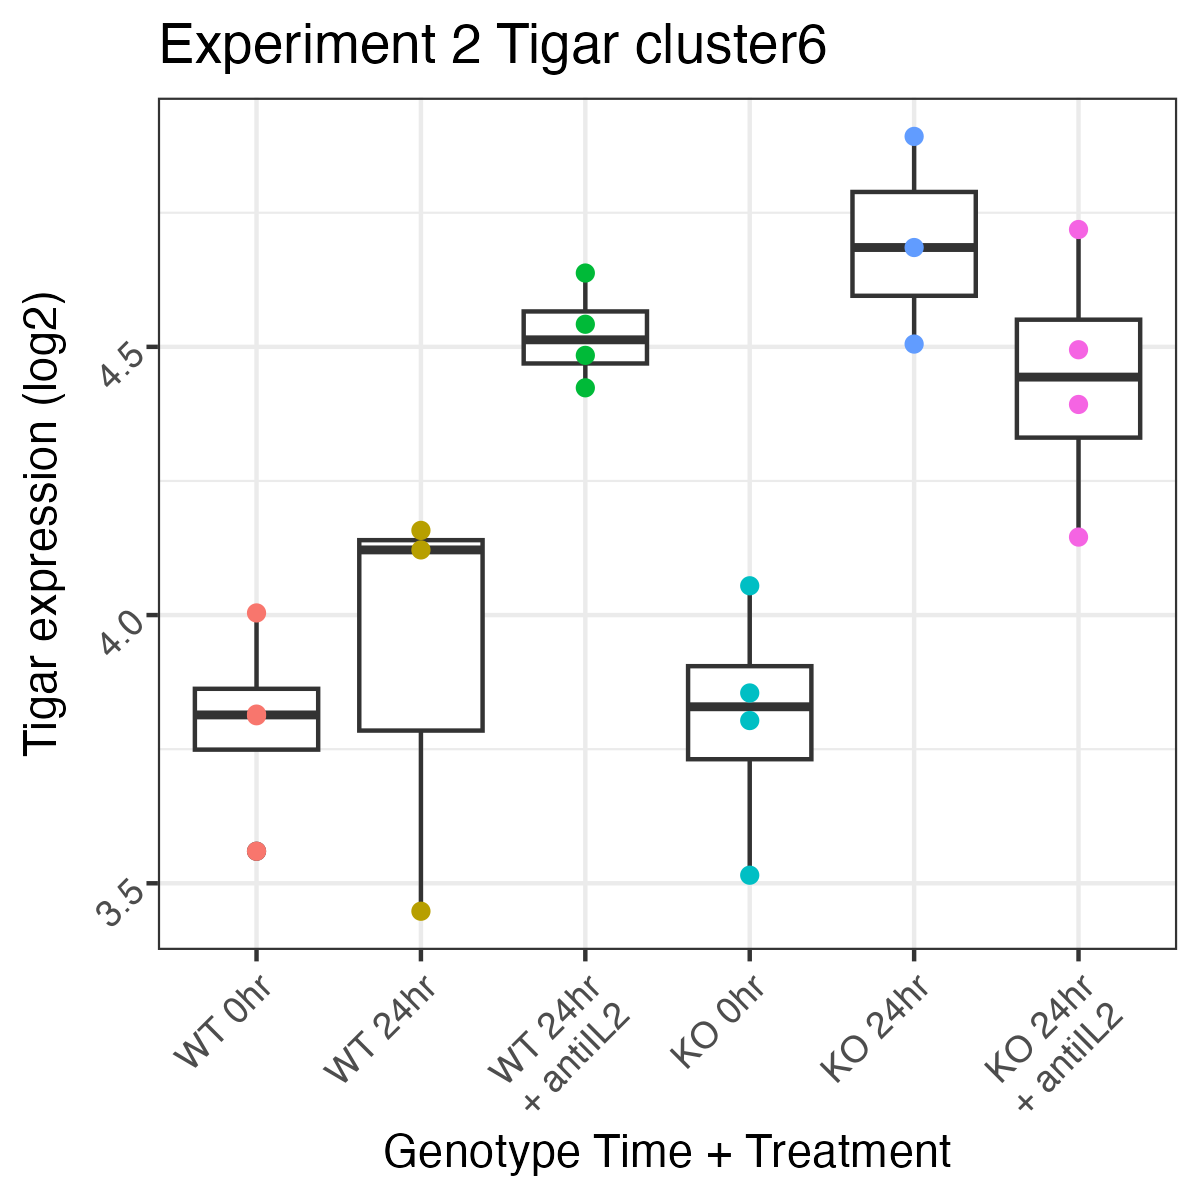 Experiment 2 Tigar cluster6
Tigar expression (log2)
4.5
4.0
3.5
WT 0hr
WT 24hr
WT 24hr
+ antiIL2
KO 0hr
KO 24hr
KO 24hr
+ antiIL2
Genotype Time + Treatment